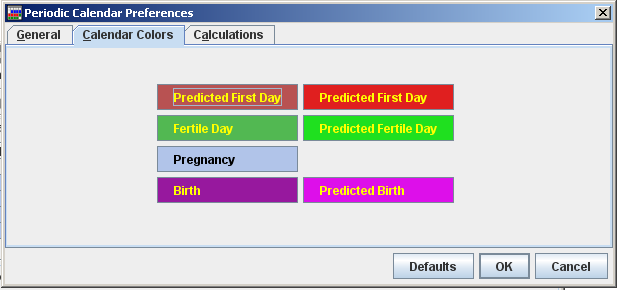 Periodic Calendar Preferences
General Calendar Colors Calculations
Predicted First Day Predicted First Day
Fertile Day Predicted Fertile Day
Pregnancy
Birth Predicted Birth
Defaults OK Cancel